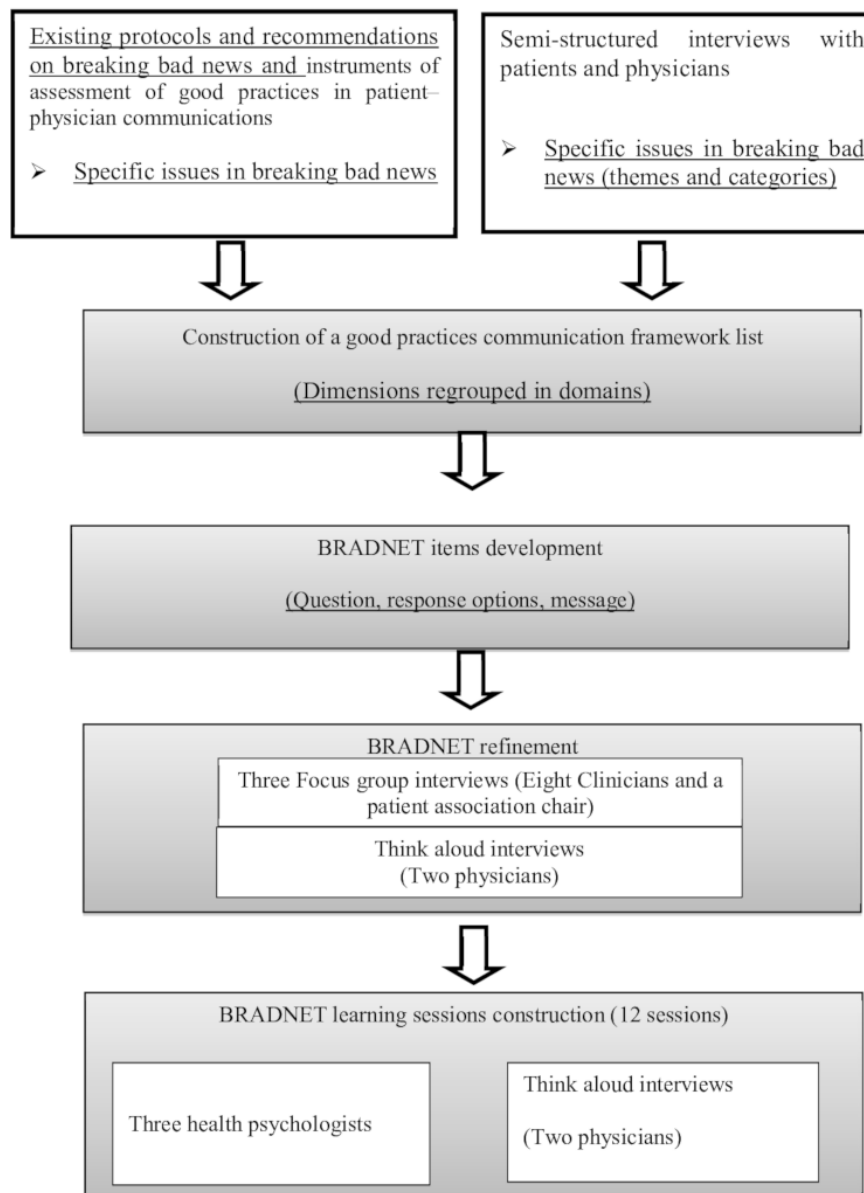 Existing protocols and recommendations
on breaking bad news and instruments of
assessment of good practices in patient–
physician communications
➢ Specific issues in breaking bad news
Semi-structured interviews with
patients and physicians
➢ Specific issues in breaking bad
news (themes and categories)
Construction of a good practices communication framework list
(Dimensions regrouped in domains)
BRADNET items development
(Question, response options, message)
BRADNET refinement
Three Focus group interviews (Eight Clinicians and a
patient association chair)
Think aloud interviews
(Two physicians)
BRADNET learning sessions construction (12 sessions)
Three health psychologists
Think aloud interviews
(Two physicians)